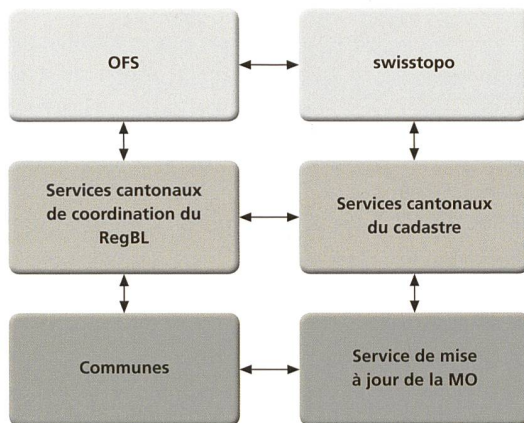 OFS
swisstopo
Services cantonaux
de coordination du
RegBL
Services cantonaux
du cadastre
Communes
Service de mise
à jour de la MO